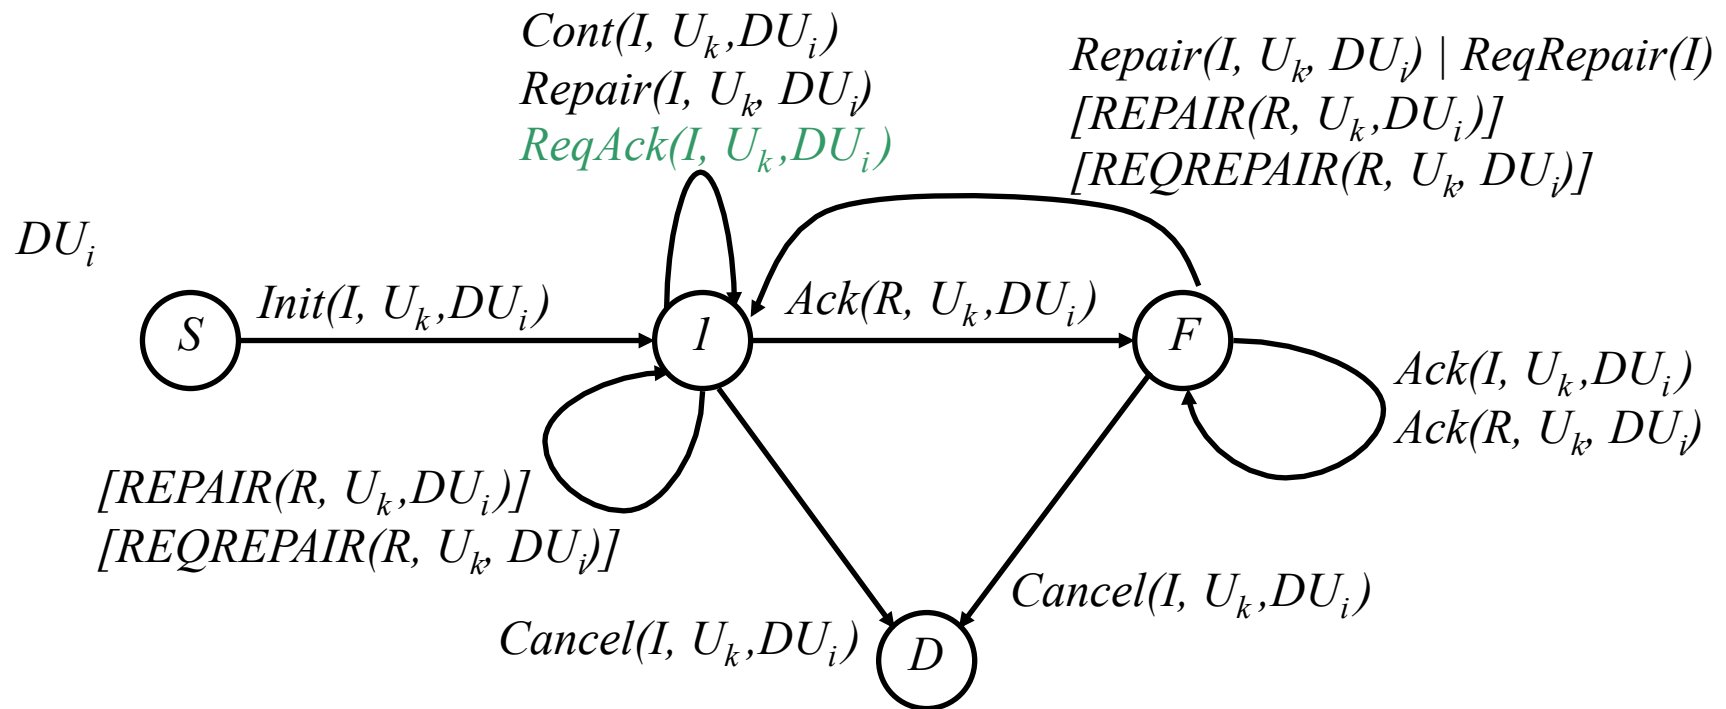 Cont(I, U_k,DU_i)
Repair(I, U_k, DU_i)
ReqAck(I, U_k,DU_i)
Repair(I, U_k, DU_i) | ReqRepair(I)
[REPAIR(R, U_k,DU_i)]
[REQREPAIR(R, U_k, DU_i)]
DU_i
S
Init(I, U_k,DU_i)
1
Ack(R, U_k,DU_i)
F
Ack(I, U_k,DU_i)
Ack(R, U_k, DU_i)
[REPAIR(R, U_k,DU_i)]
[REQREPAIR(R, U_k, DU_i)]
Cancel(I, U_k,DU_i)
Cancel(I, U_k,DU_i)
D